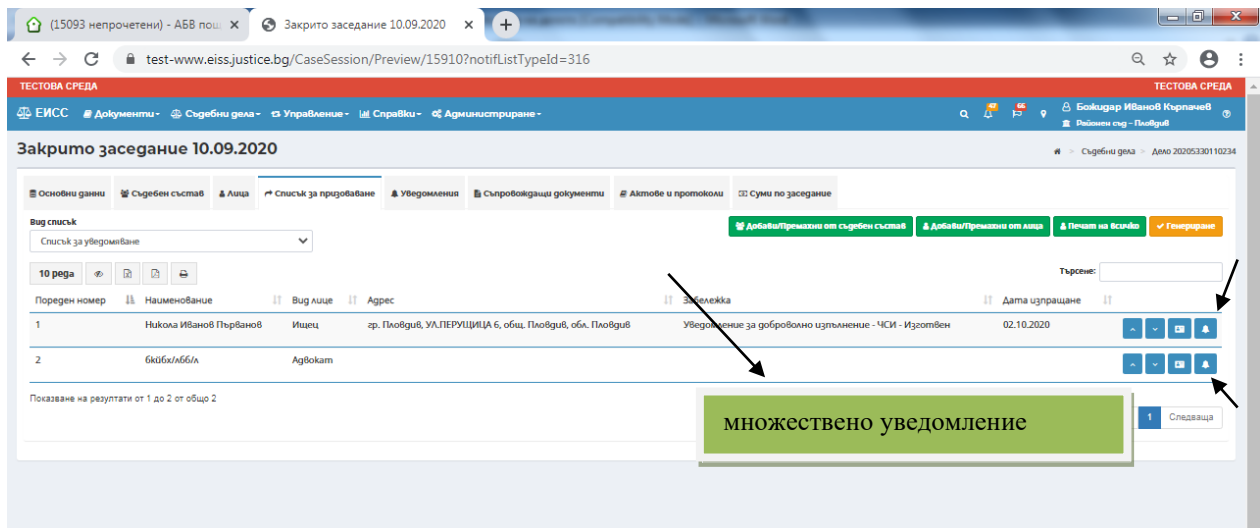 (15093 непрочетени) - АБВ пощ
Закрито заседание 10.09.2020
test-www.eiss.justice.bg/CaseSession/Preview/15910?notifListTypeId=316
ТЕСТОВА СРЕДА ТЕСТОВА СРЕДА
ЕИСС Документи Съдебни дела Управление Справки Администриране
66 Божидар Иванов Кърпачев
Районен съд – Пловдив
Закрито заседание 10.09.2020
Съдебни дела > Дело 20205330110234
Основни данни Съдебен състав Лица Списък за призоваване Уведомления Съпровождащи документи Актове и протоколи Суми по заседание
Вид списък
Списък за уведомяване
Добави/Премахни от съдебен състав Добави/Премахни от лица Печат на всичко Генериране
10 реда
Търсене:
Пореден номер Наименование Вид лице Адрес Забележка Дата изпращане
1 Никола Иванов Първанов Ищец гр. Пловдив, УЛ.ПЕРУЩИЦА 6, общ. Пловдив, обл. Пловдив Уведомление за доброволно изпълнение - ЧСИ - Изготвен 02.10.2020
2 Адвокат
Показване на резултати от 1 до 2 от общо 2
1 Следваща
множествено уведомление